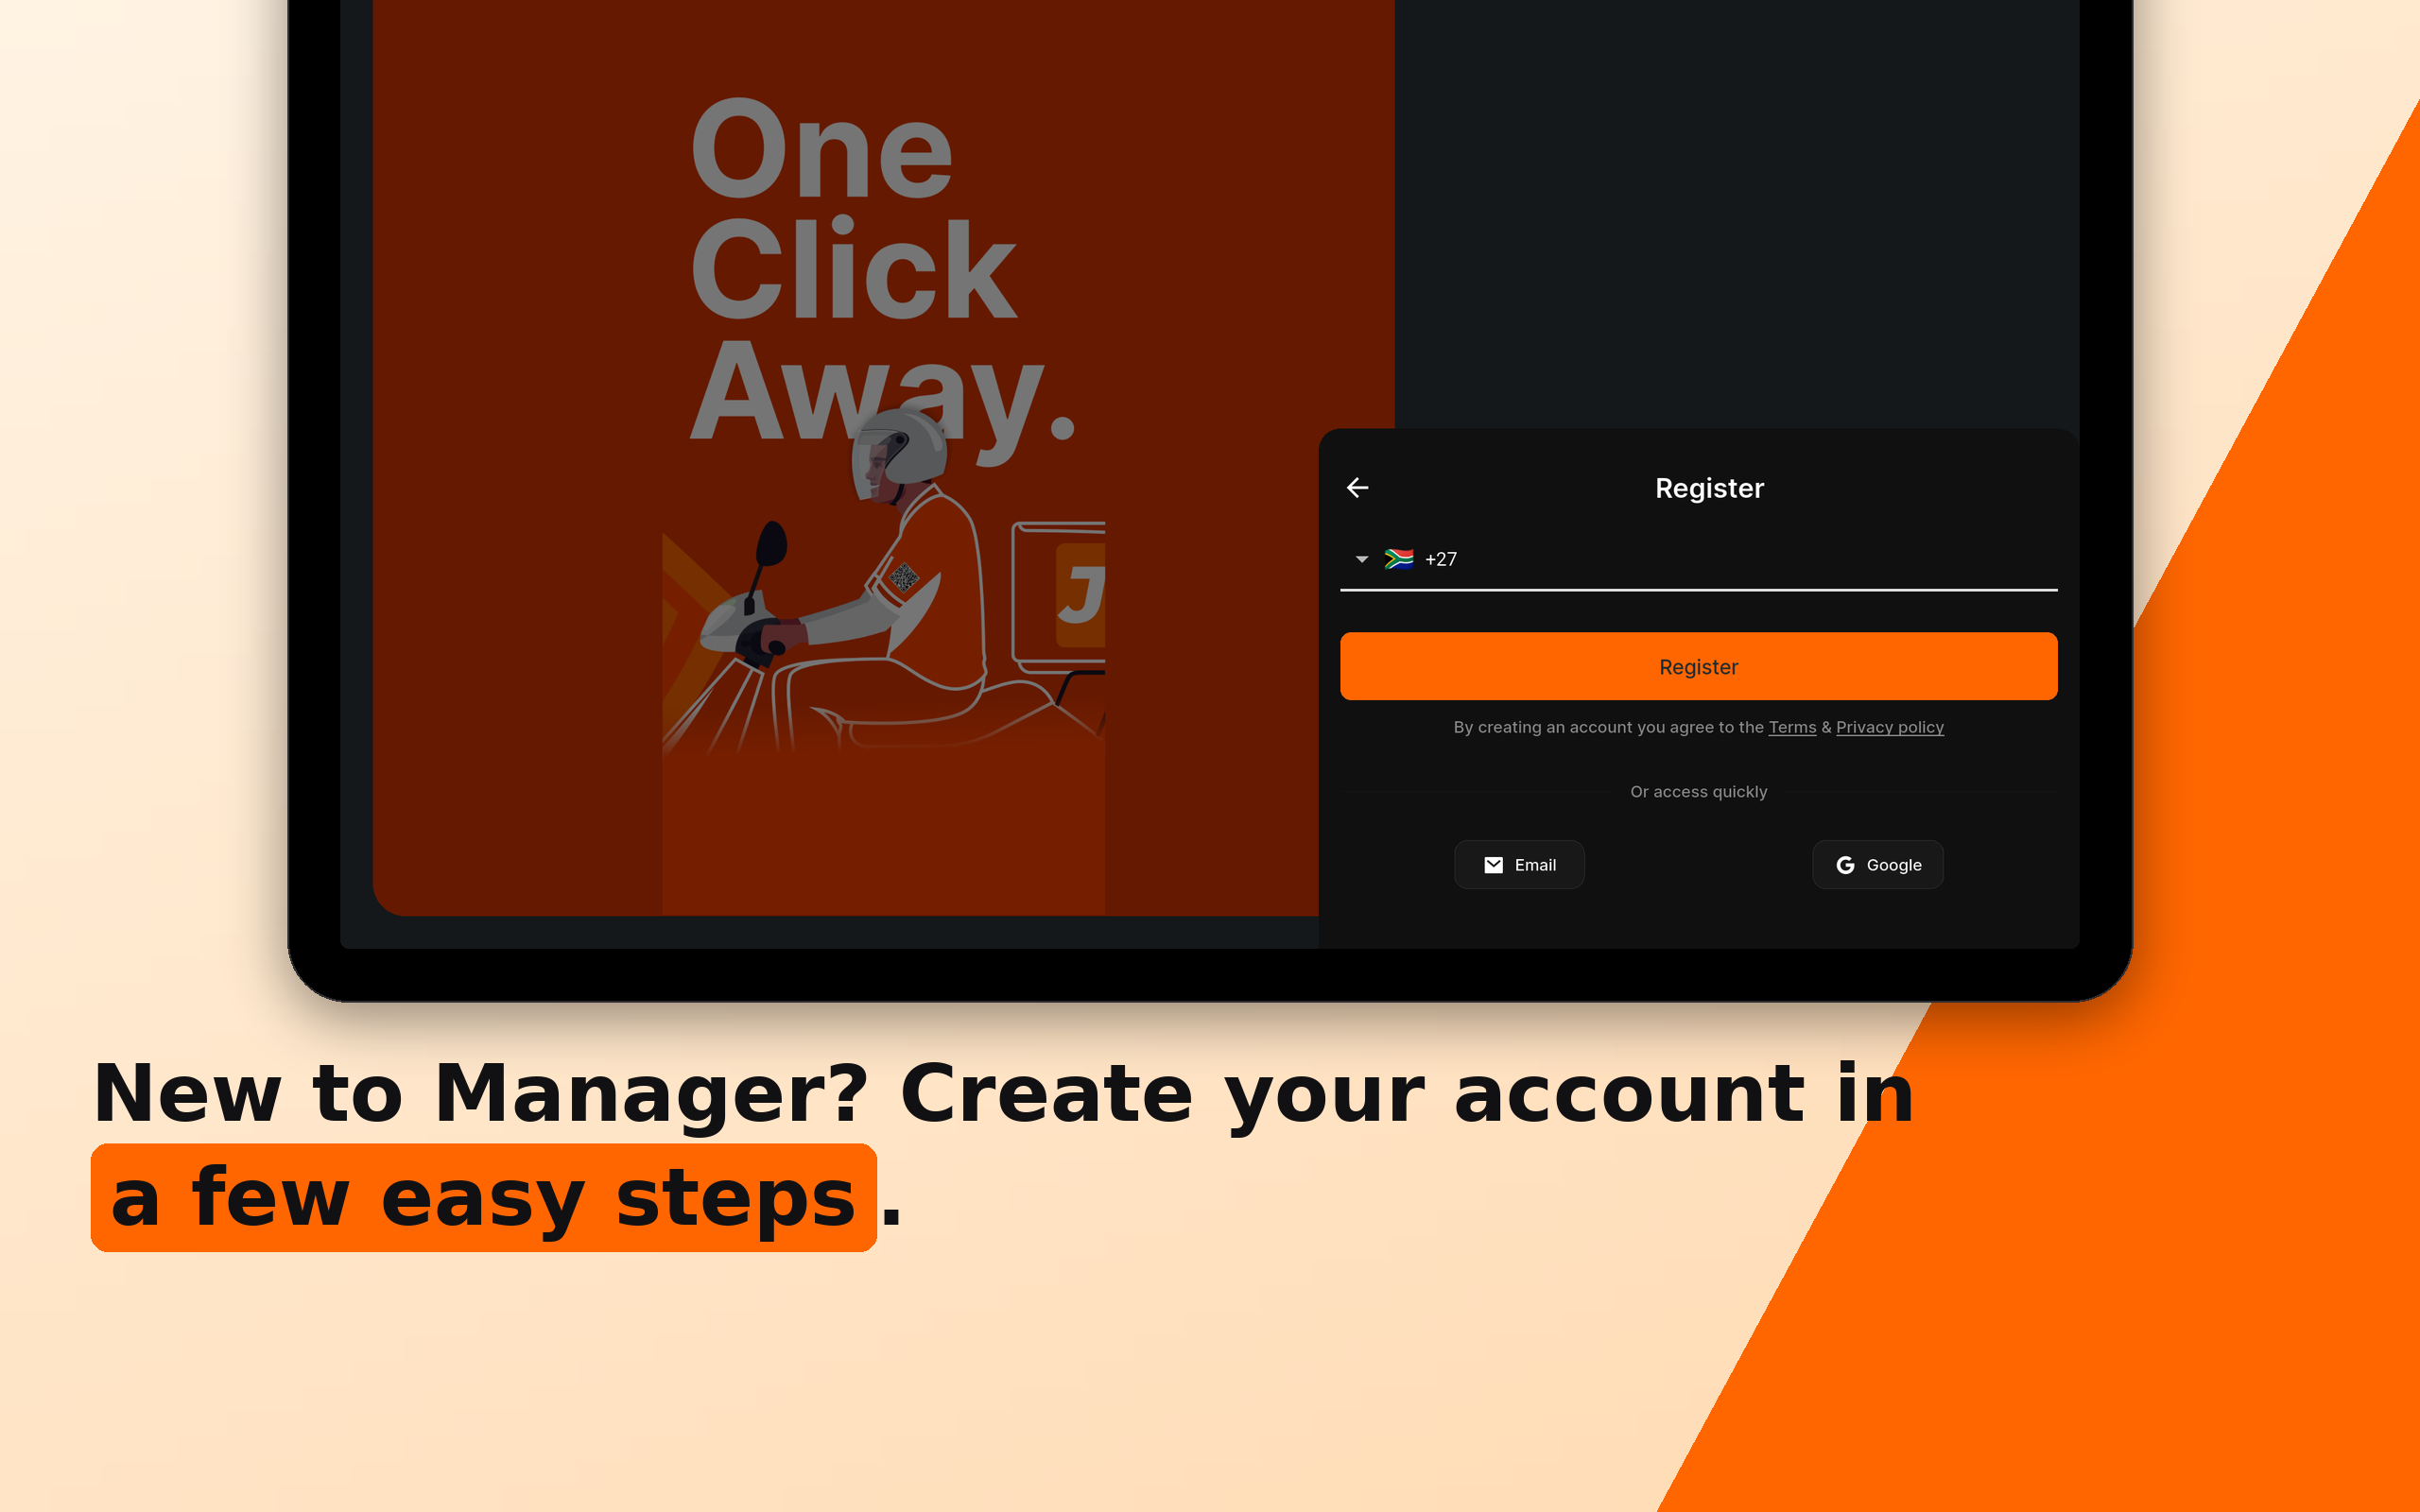 One
Click
Away.
J
Register
+27
Register
By creating an account you agree to the Terms & Privacy policy
Or access quickly
Email
Google
New to Manager? Create your account in
a few easy steps.